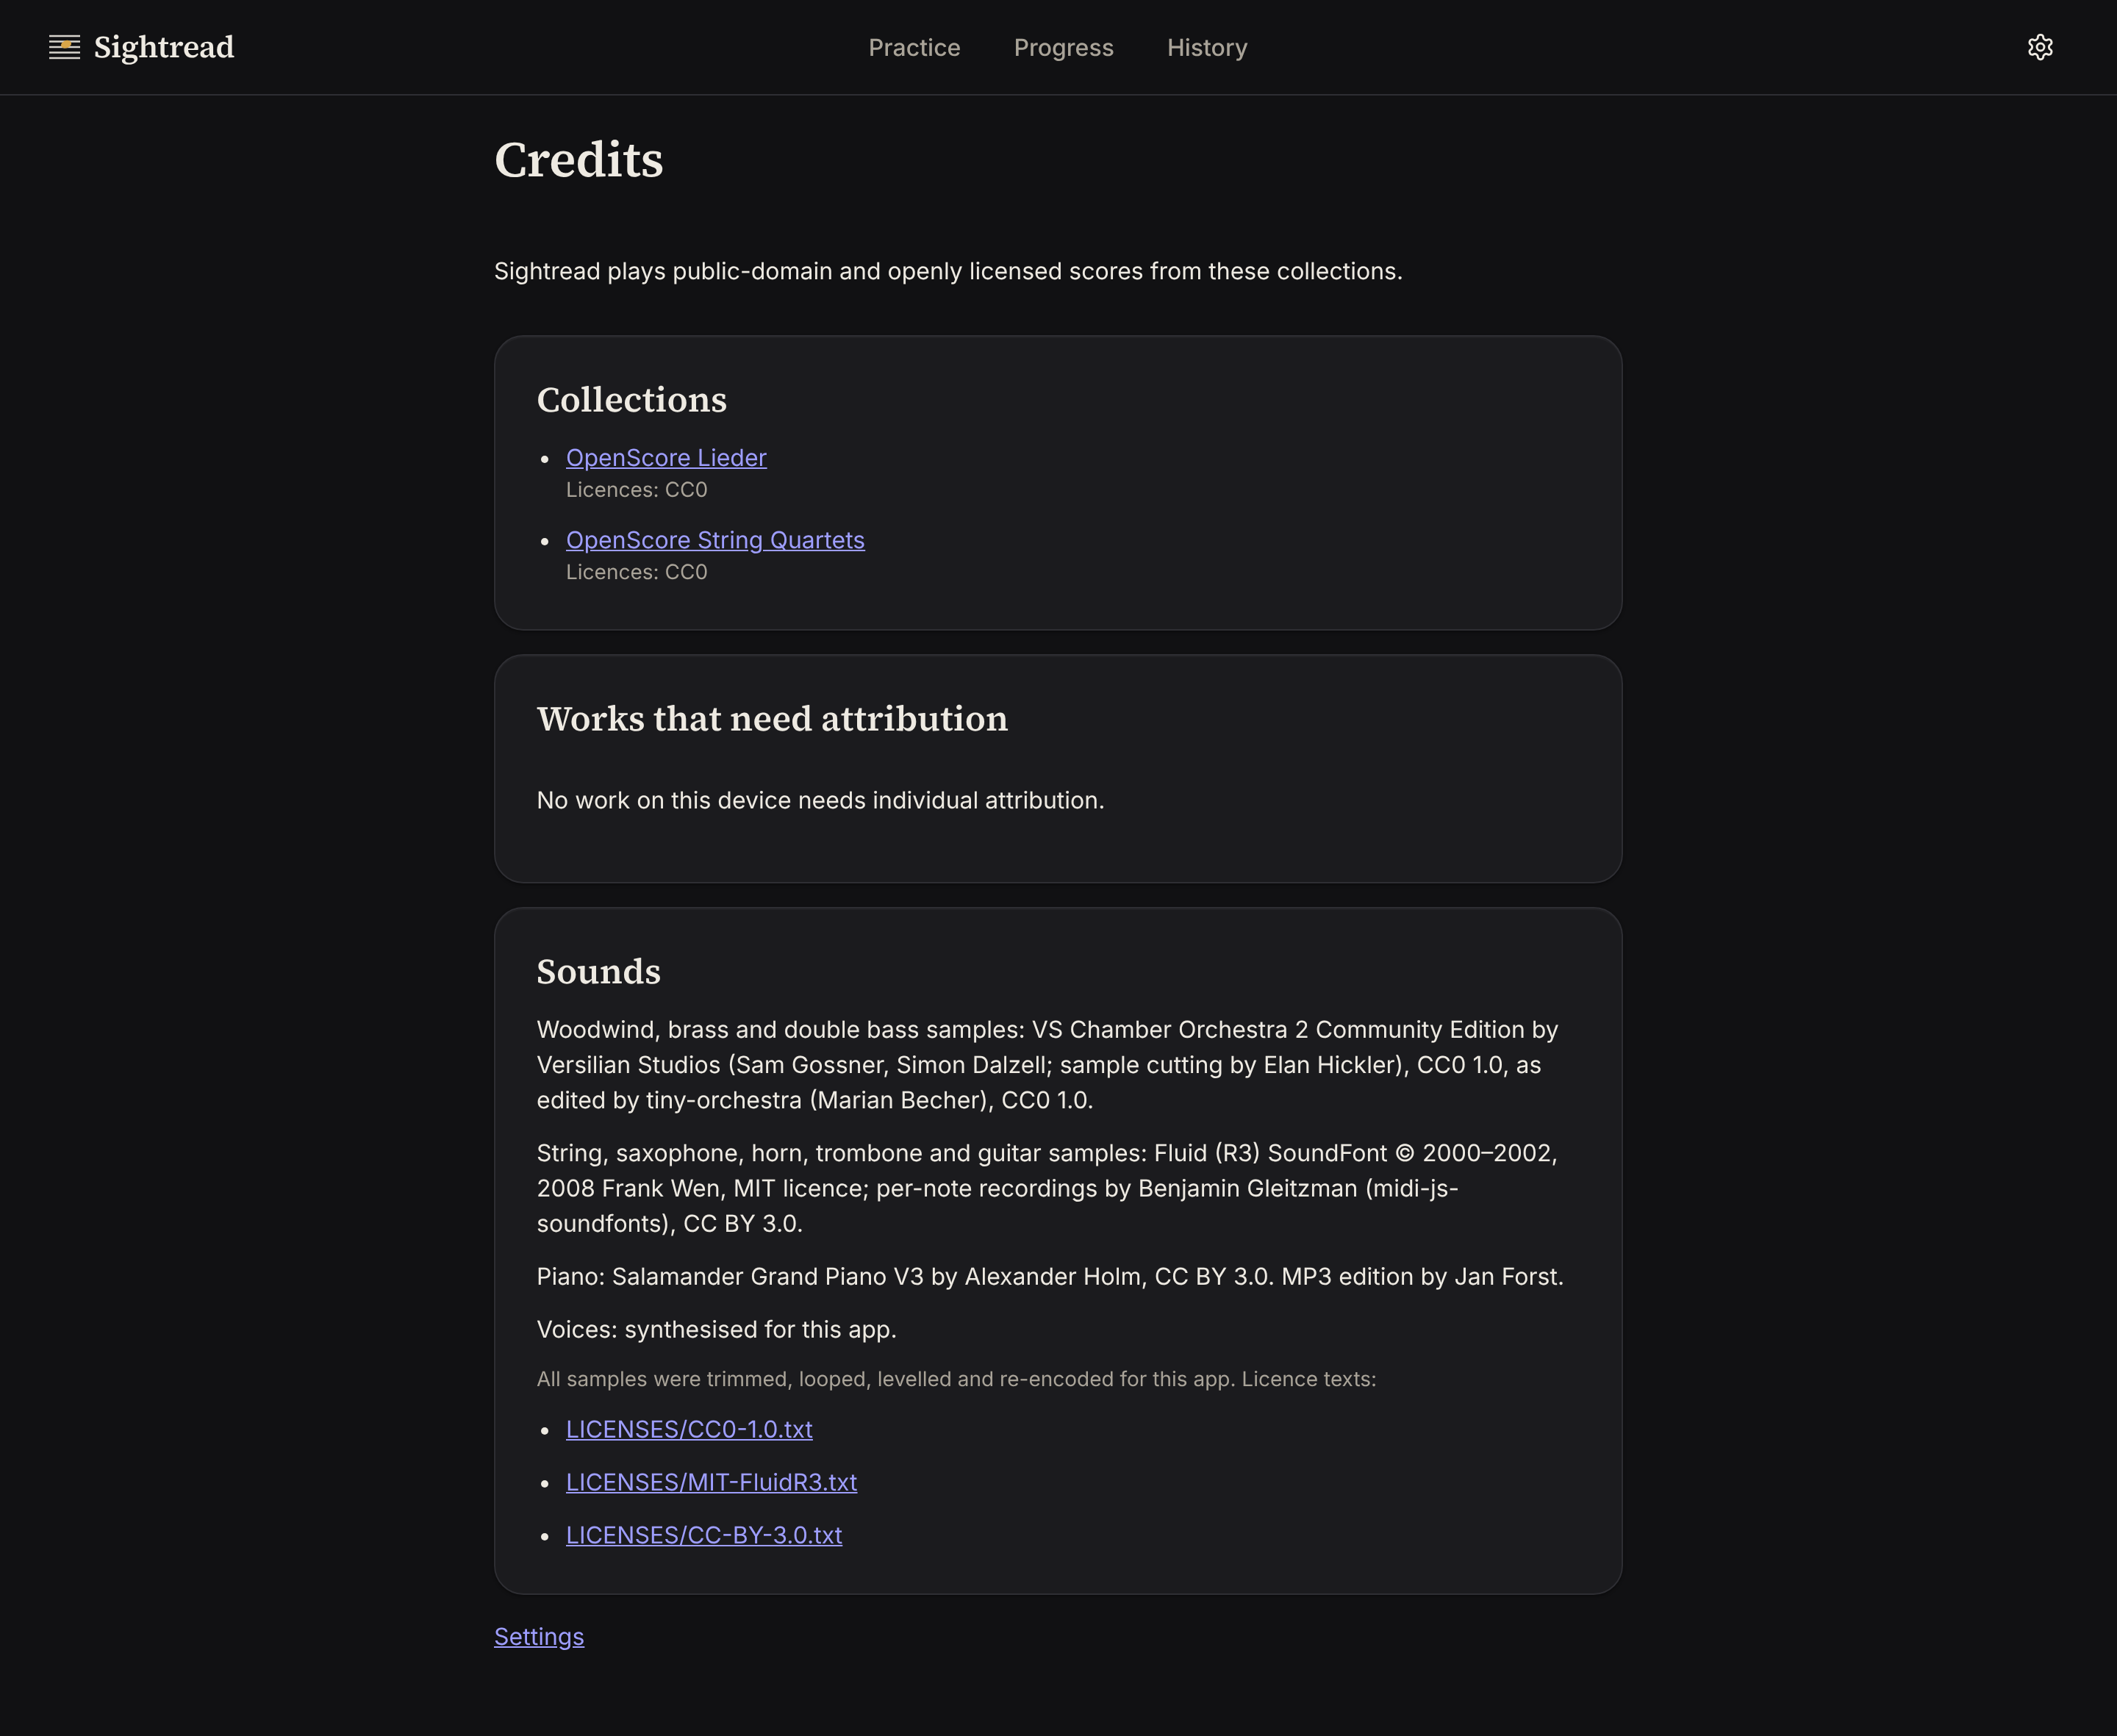 Sightread
Practice
Progress
History
Credits
Sightread plays public-domain and openly licensed scores from these collections.
Collections
• OpenScore Lieder
Licences: CC0
• OpenScore String Quartets
Licences: CC0
Works that need attribution
No work on this device needs individual attribution.
Sounds
Woodwind, brass and double bass samples: VS Chamber Orchestra 2 Community Edition by
Versilian Studios (Sam Gossner, Simon Dalzell; sample cutting by Elan Hickler), CC0 1.0, as
edited by tiny-orchestra (Marian Becher), CC0 1.0.
String, saxophone, horn, trombone and guitar samples: Fluid (R3) SoundFont © 2000–2002,
2008 Frank Wen, MIT licence; per-note recordings by Benjamin Gleitzman (midi-js-
soundfonts), CC BY 3.0.
Piano: Salamander Grand Piano V3 by Alexander Holm, CC BY 3.0. MP3 edition by Jan Forst.
Voices: synthesised for this app.
All samples were trimmed, looped, levelled and re-encoded for this app. Licence texts:
• LICENSES/CC0-1.0.txt
• LICENSES/MIT-FluidR3.txt
• LICENSES/CC-BY-3.0.txt
Settings